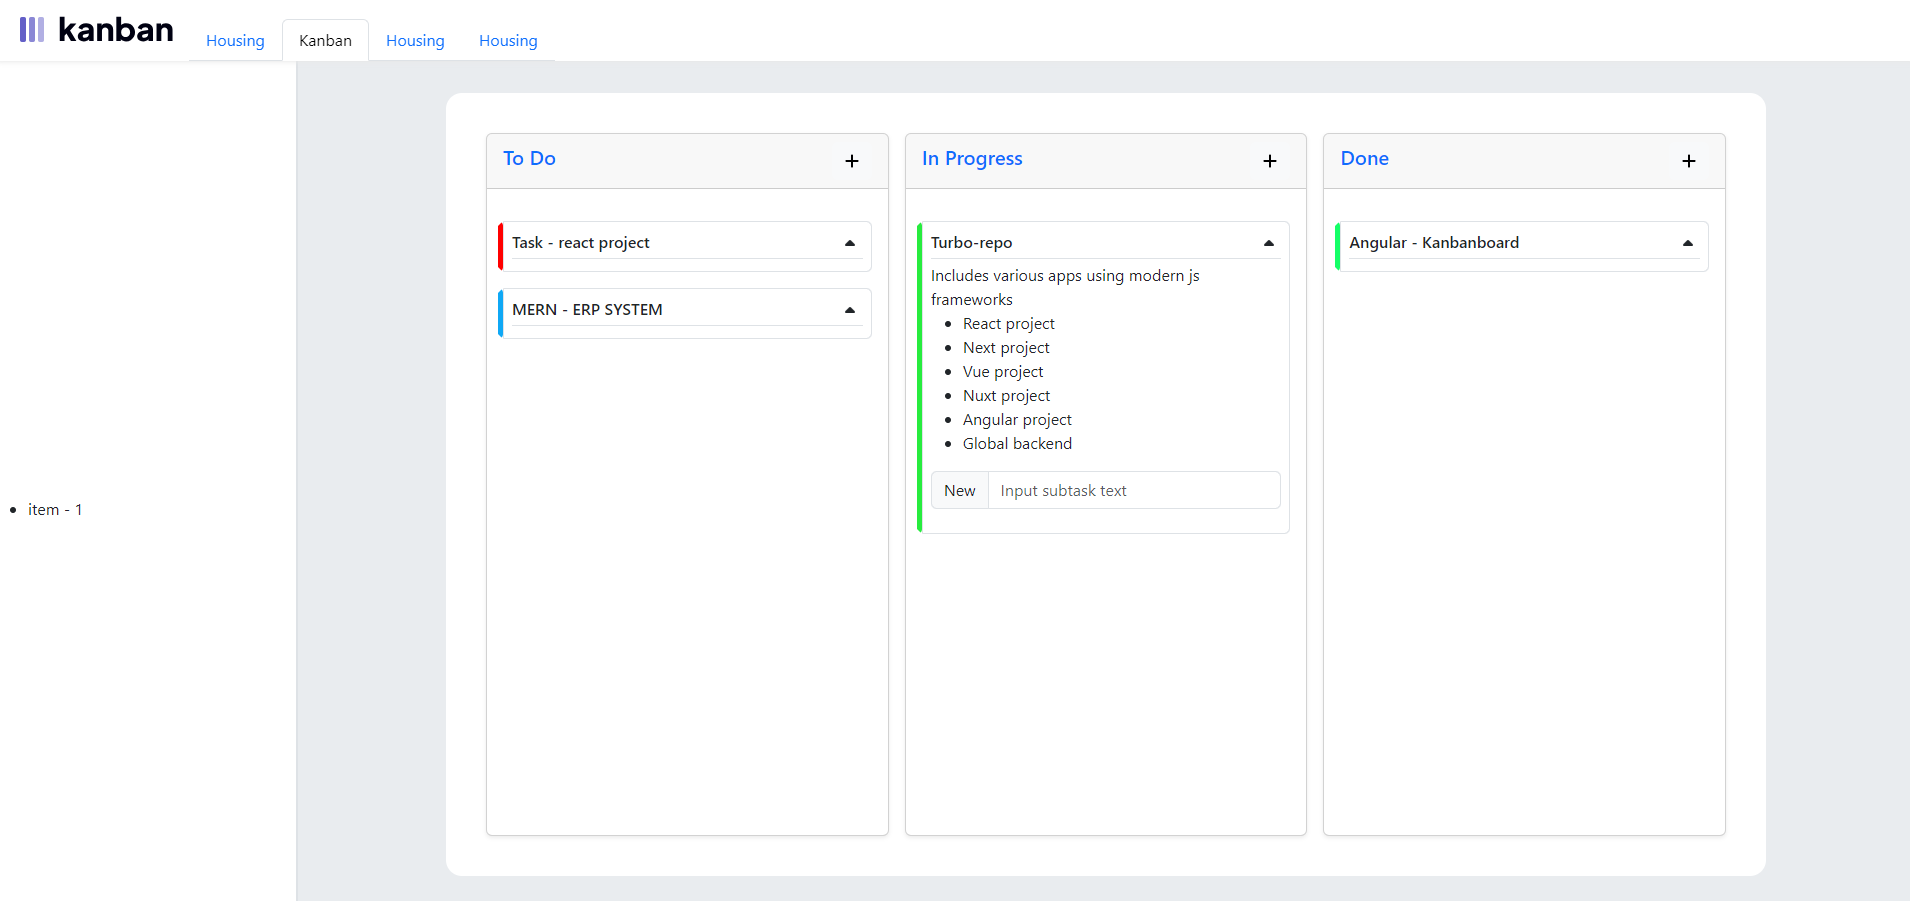 kanban
Housing
Kanban
Housing
Housing
item - 1
To Do
Task - react project
MERN - ERP SYSTEM
In Progress
Turbo-repo
Includes various apps using modern js
frameworks
React project
Next project
Vue project
Nuxt project
Angular project
Global backend
New
Input subtask text
Done
Angular - Kanbanboard